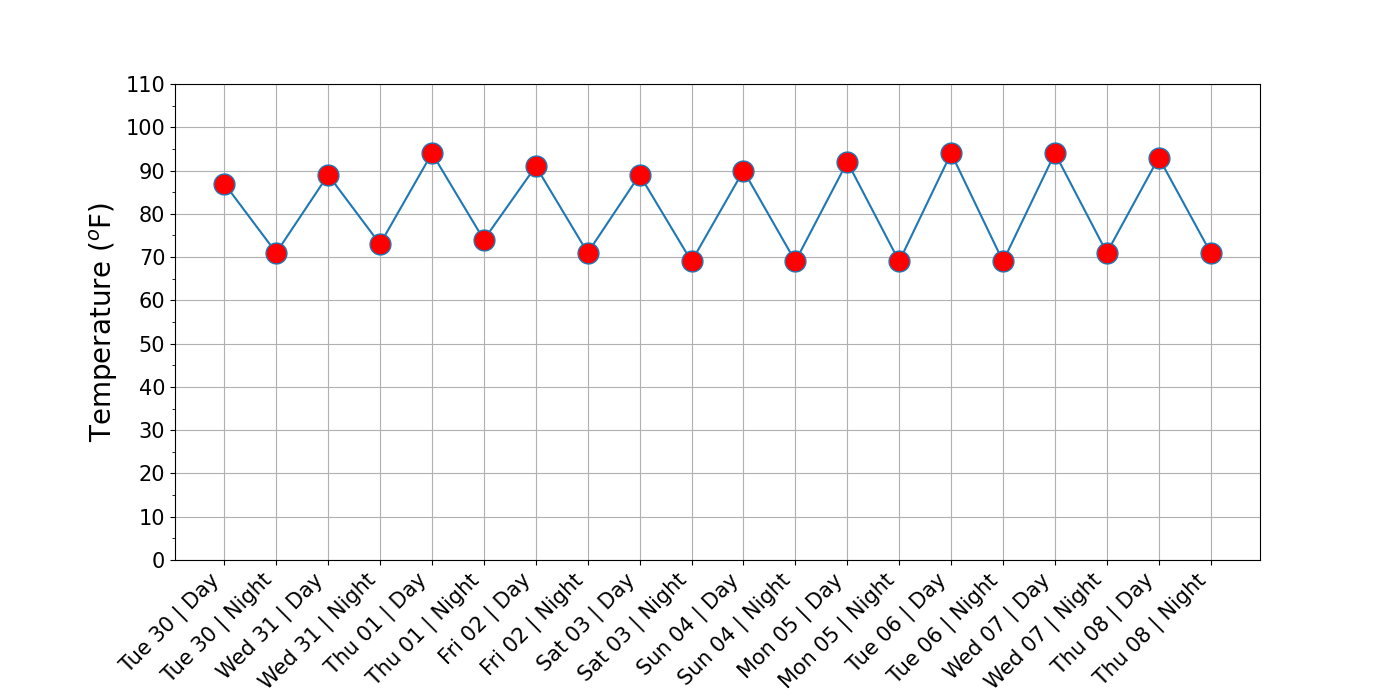 110
100
90
80
70
60
50
40
30
20
10
0
Temperature (°F)
Tue 30 | Day
Tue 30 | Night
Wed 31 | Day
Wed 31 | Night
Thu 01 | Day
Thu 01 | Night
Fri 02 | Day
Fri 02 | Night
Sat 03 | Day
Sat 03 | Night
Sun 04 | Day
Sun 04 | Night
Mon 05 | Day
Mon 05 | Night
Tue 06 | Day
Tue 06 | Night
Wed 07 | Day
Wed 07 | Night
Thu 08 | Day
Thu 08 | Night